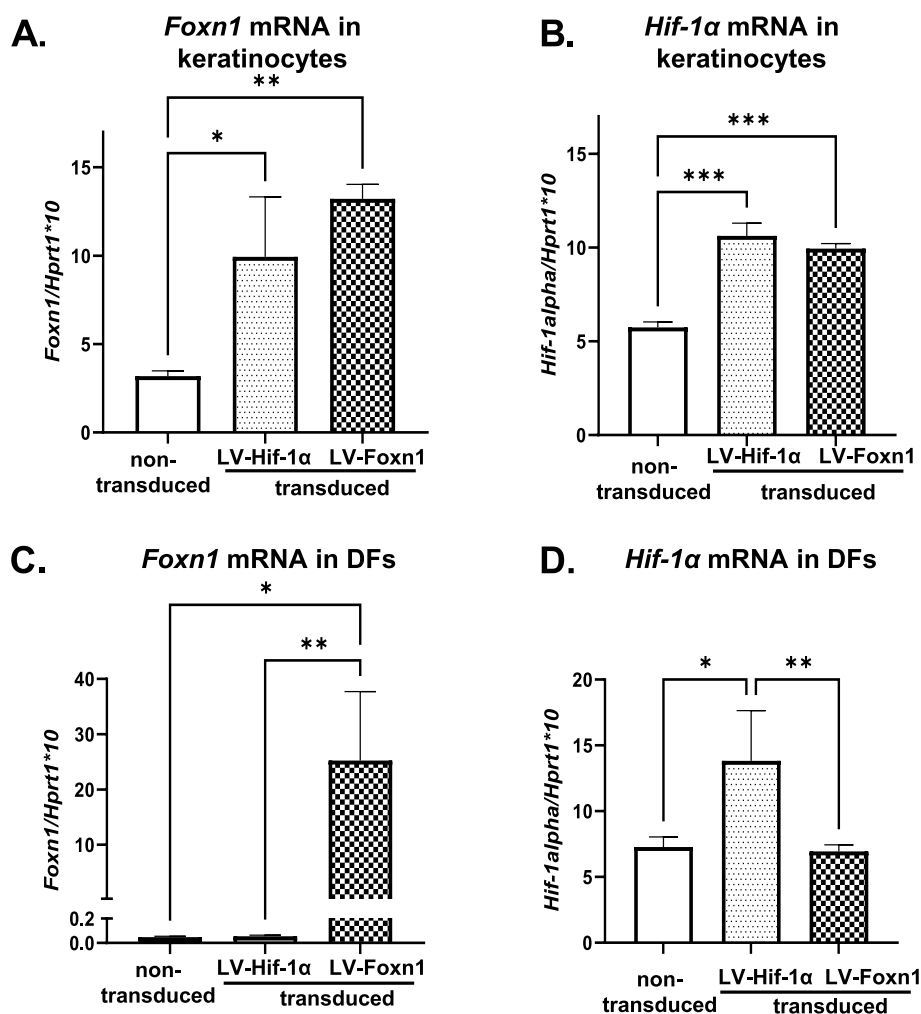 A.
Foxn1 mRNA in
keratinocytes
**
*
Foxn1/Hprt1*10
15
10
5
0
non-
transduced
LV-Hif-1α LV-Foxn1
transduced
B.
Hif-1α mRNA in
keratinocytes
***
***
Hif-1alpha/Hprt1*10
15
10
5
0
non-
transduced
LV-Hif-1α LV-Foxn1
transduced
C.
Foxn1 mRNA in DFs
*
**
Foxn1/Hprt1*10
40
30
20
10
0.2
0.0
non-
transduced
LV-Hif-1α LV-Foxn1
transduced
D.
Hif-1α mRNA in DFs
* **
Hif-1alpha/Hprt1*10
20
15
10
5
0
non-
transduced
LV-Hif-1α LV-Foxn1
transduced